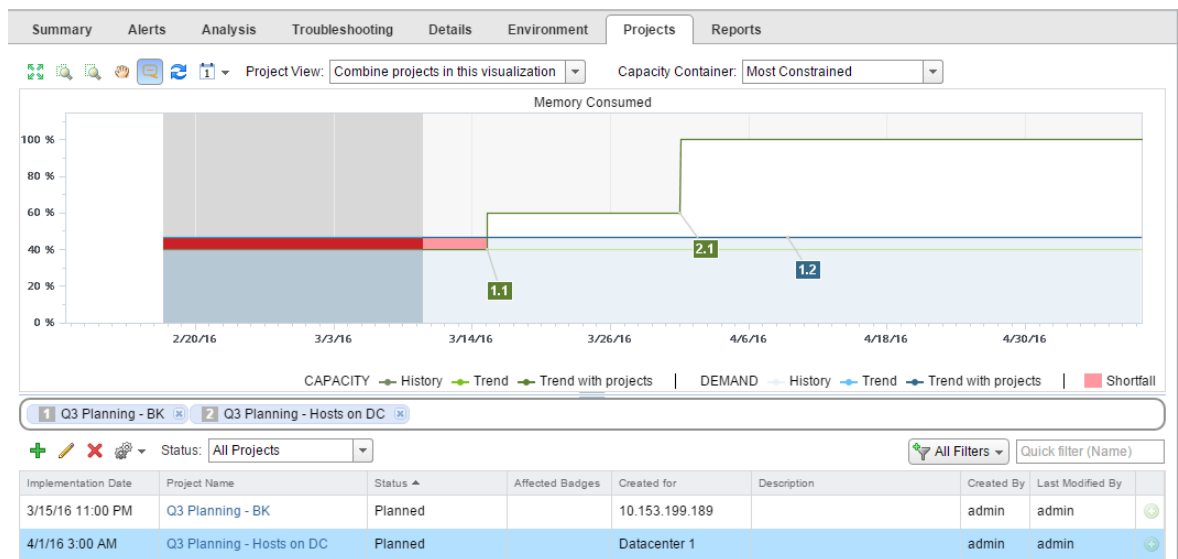 Summary Alerts Analysis Troubleshooting Details Environment Projects Reports
1 Project View: Combine projects in this visualization Capacity Container: Most Constrained
Memory Consumed
100 %
80 %
60 %
40 %
20 %
0 %
2.1
1.2
1.1
2/20/16 3/3/16 3/14/16 3/26/16 4/6/16 4/18/16 4/30/16
CAPACITY History Trend Trend with projects | DEMAND History Trend Trend with projects | Shortfall
1 Q3 Planning - BK x 2 Q3 Planning - Hosts on DC x
Status: All Projects All Filters Quick filter (Name)
Implementation Date Project Name Status Affected Badges Created for Description Created By Last Modified By
3/15/16 11:00 PM Q3 Planning - BK Planned 10.153.199.189 admin admin
4/1/16 3:00 AM Q3 Planning - Hosts on DC Planned Datacenter 1 admin admin